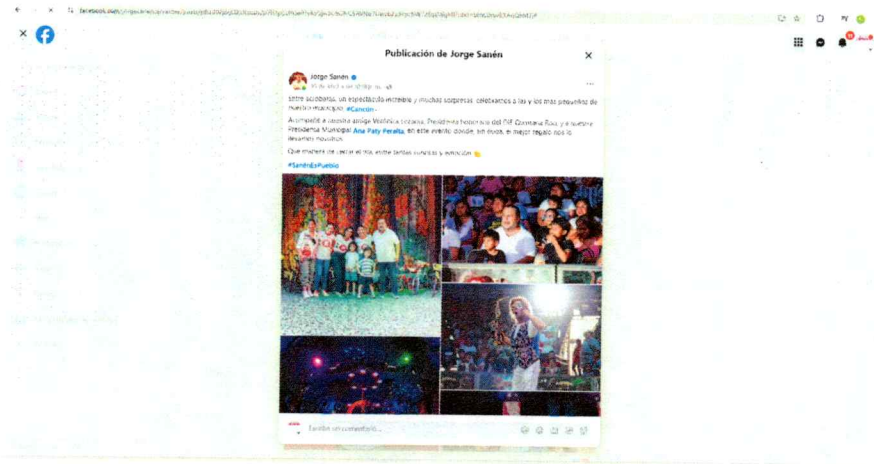 Publicación de Jorge Sanén
Jorge Sanén
Entre acróbatas, un espectáculo increíble y muchas sorpresas, celebramos a las y los más pequeños de
nuestro municipio, #Cancún
Acompañé a nuestra amiga Verónica Lezama, Presidenta honoraria del DIF Quintana Roo, y a nuestra
Presidenta Municipal Ana Paty Peralta, en este evento donde, sin duda, el mejor regalo nos lo
llevamos nosotros.
Qué manera de cerrar el día, entre tantas sonrisas y emoción 👏
#SanénEsPueblo
Escribe un comentario...